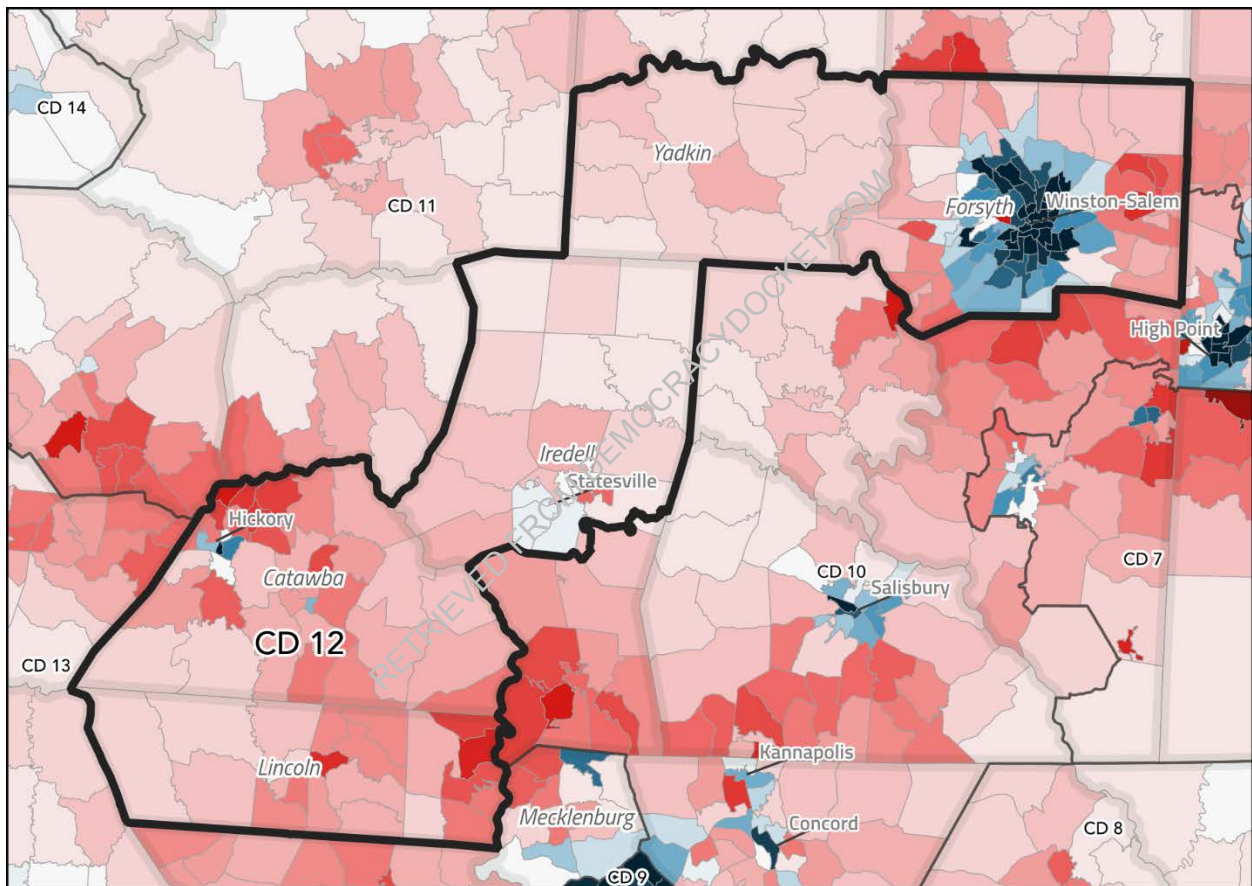 CD 14
Yadkin
CD 11
Forsyth
Winston-Salem
High Point
Iredell
Statesville
Hickory
Catawba
CD 12
CD 13
CD 10
Salisbury
CD 7
Lincoln
Kannapolis
Mecklenburg
Concord
CD 8
CD 9
RETRIEVED FROM DEMOCRACYDOCKET.COM